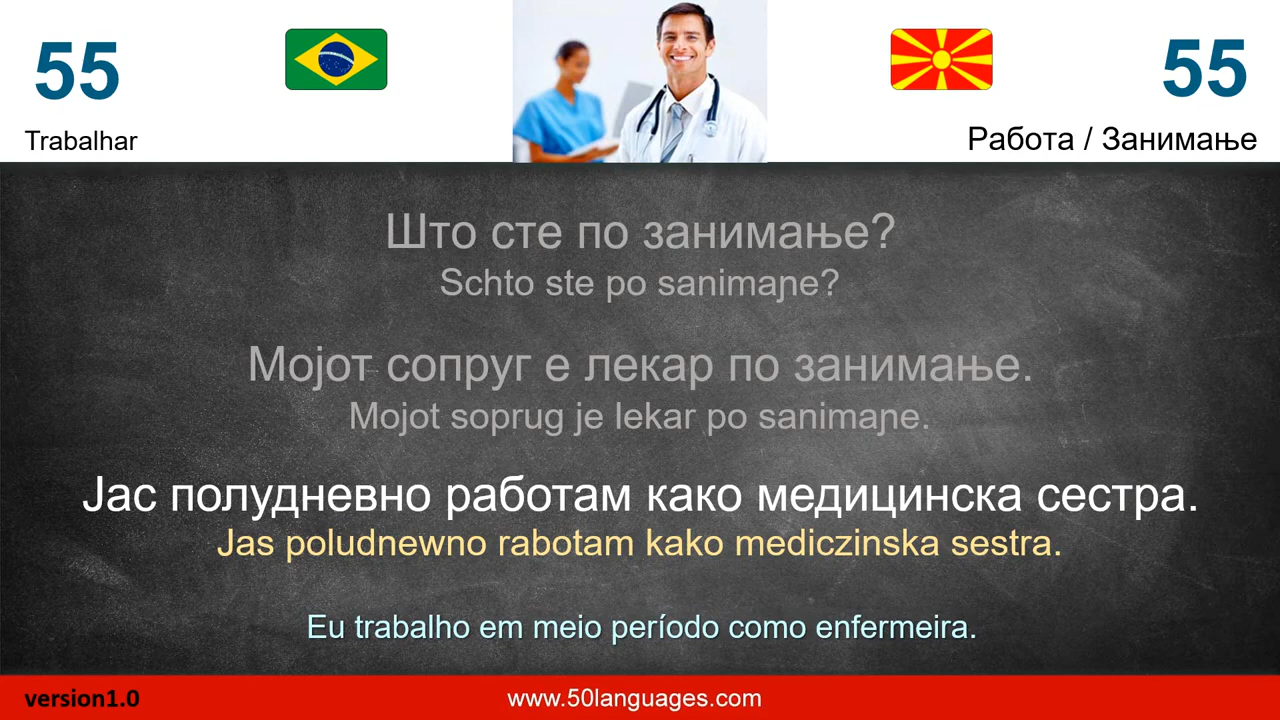 55
55
Trabalhar
Работа / Занимање
Што сте по занимање?
Schto ste po sanimaɲe?
Мојот сопруг е лекар по занимање.
Mojot soprug je lekar po sanimaɲe.
Јас полудневно работам како медицинска сестра.
Jas poludnewno rabotam kako mediczinska sestra.
Eu trabalho em meio período como enfermeira.
version1.0
www.50languages.com